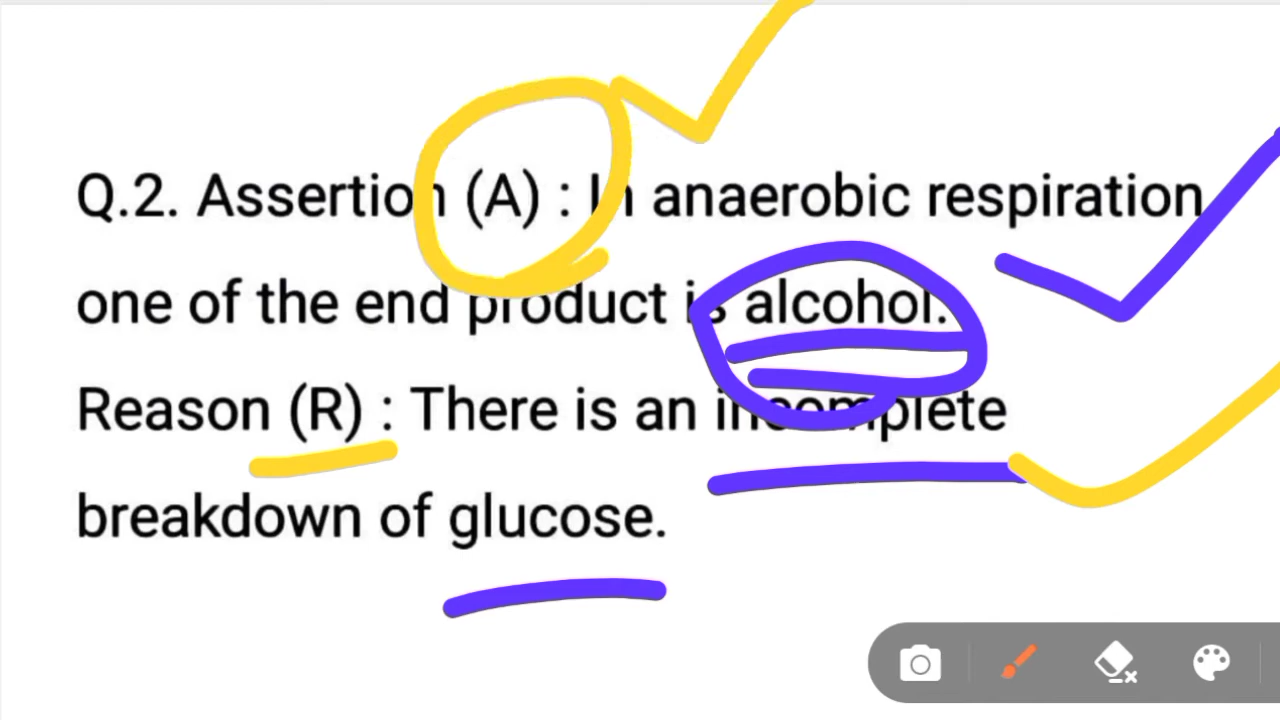 Q.2. Assertion (A) : In anaerobic respiration
one of the end product is alcohol.
Reason (R) : There is an incomplete
breakdown of glucose.